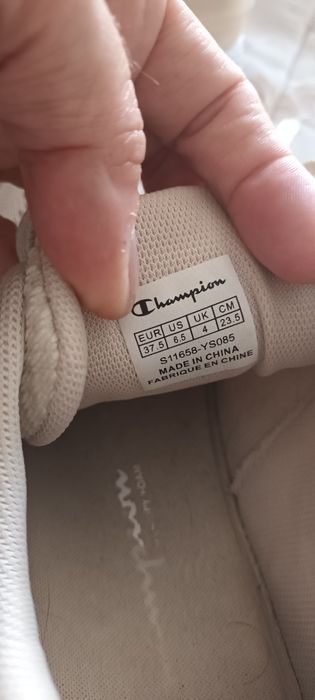 Champion
EUR US UK CM
37.5 6.5 4 23.5
S11658-YS085
MADE IN CHINA
FABRIQUE EN CHINE